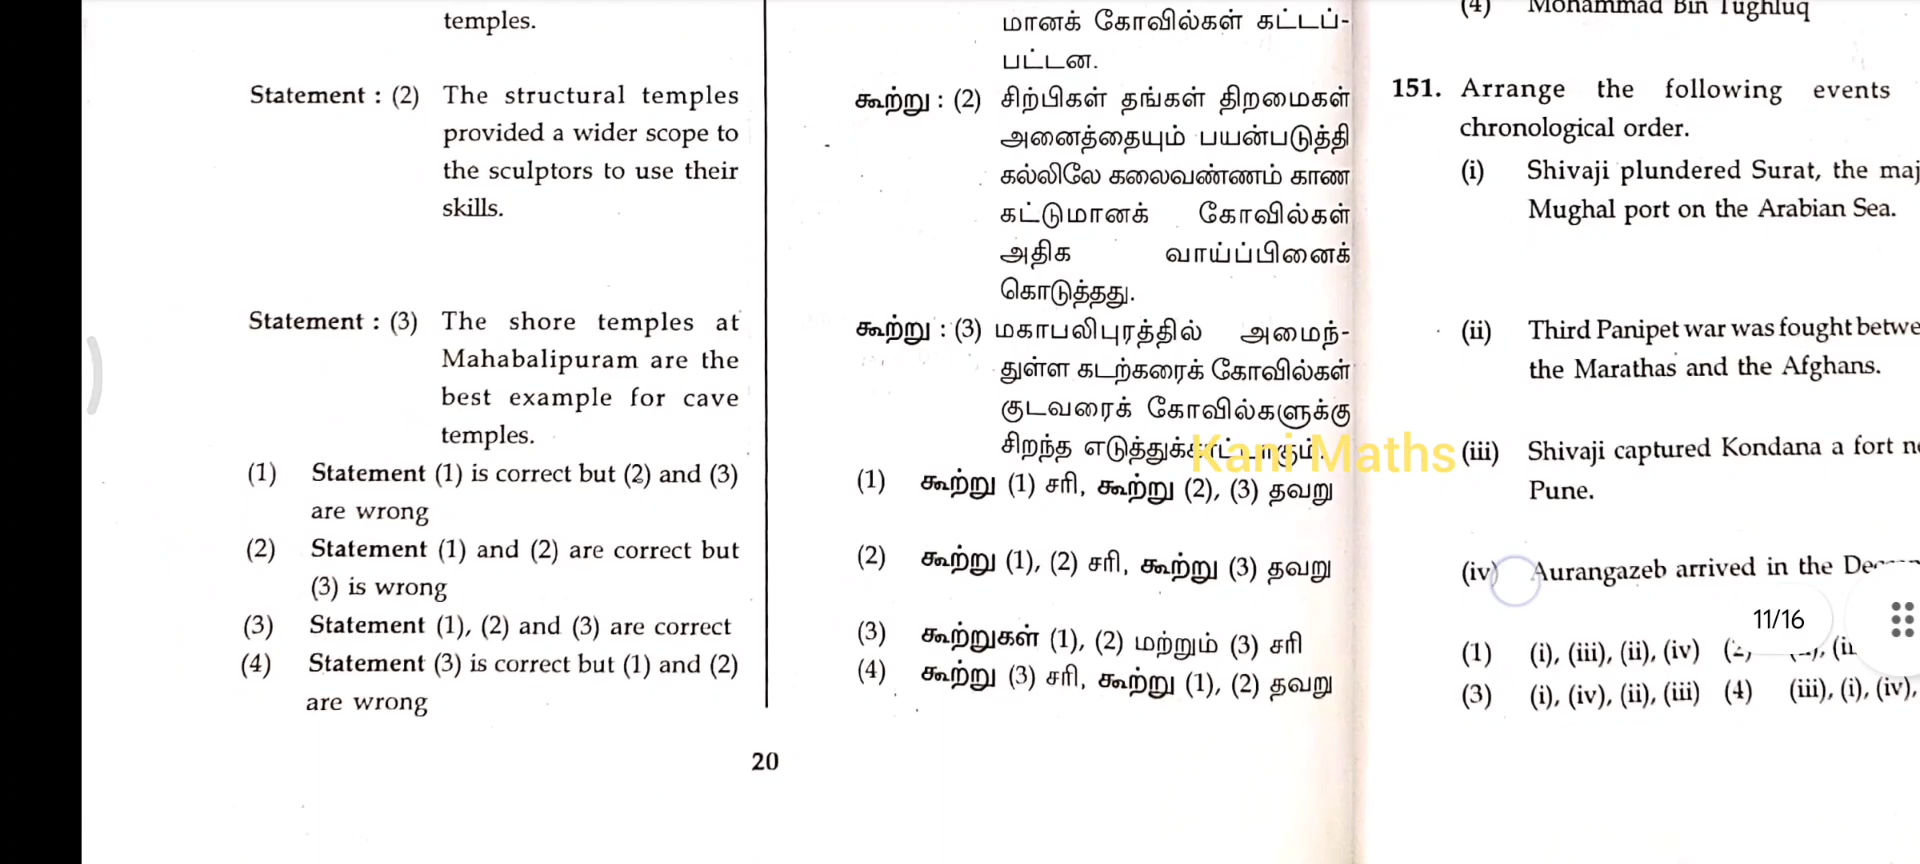 temples.
Statement : (2) The structural temples
provided a wider scope to
the sculptors to use their
skills.
Statement : (3) The shore temples at
Mahabalipuram are the
best example for cave
temples.
(1) Statement (1) is correct but (2) and (3)
are wrong
(2) Statement (1) and (2) are correct but
(3) is wrong
(3) Statement (1), (2) and (3) are correct
(4) Statement (3) is correct but (1) and (2)
are wrong
மானக் கோவில்கள் கட்டப்-
பட்டன.
கூற்று : (2) சிற்பிகள் தங்கள் திறமைகள்
அனைத்தையும் பயன்படுத்தி
கல்லிலே கலைவண்ணம் காண
கட்டுமானக் கோவில்கள்
அதிக வாய்ப்பினைக்
கொடுத்தது.
கூற்று : (3) மகாபலிபுரத்தில் அமைந்-
துள்ள கடற்கரைக் கோவில்கள்
குடவரைக் கோவில்களுக்கு
சிறந்த
Kani Maths
(1) கூற்று (1) சரி, கூற்று (2), (3) தவறு
(2) கூற்று (1), (2) சரி, கூற்று (3) தவறு
(3) கூற்றுகள் (1), (2) மற்றும் (3) சரி
(4) கூற்று (3) சரி, கூற்று (1), (2) தவறு
20
(4) Mohammad Bin Tughluq
151. Arrange the following events
chronological order.
(i) Shivaji plundered Surat, the maj
Mughal port on the Arabian Sea.
(ii) Third Panipet war was fought betwe
the Marathas and the Afghans.
(iii) Shivaji captured Kondana a fort n
Pune.
(iv) Aurangazeb arrived in the
11/16
(1) (i), (iii), (ii), (iv)
(3) (i), (iv), (ii), (iii) (4) (iii), (i), (iv),